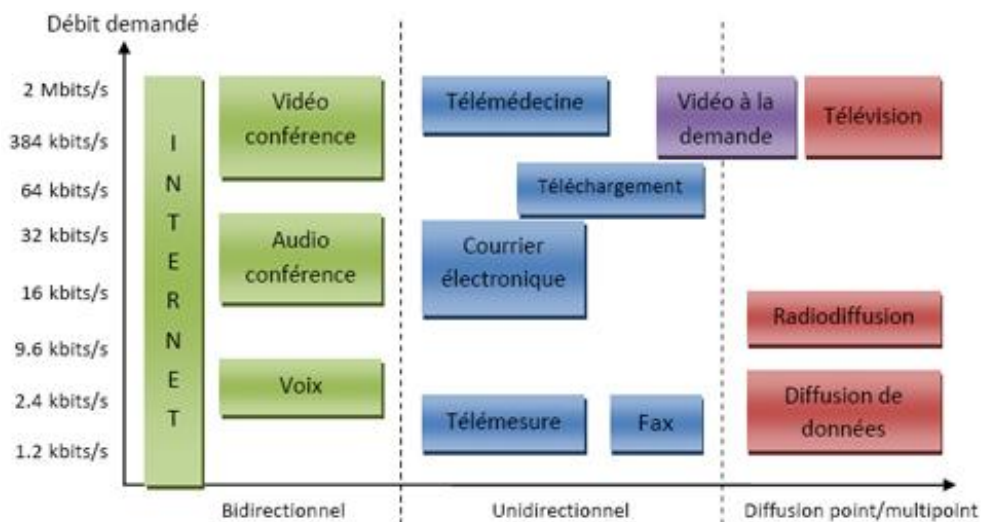 Débit demandé
2 Mbits/s
384 kbits/s
64 kbits/s
32 kbits/s
16 kbits/s
9.6 kbits/s
2.4 kbits/s
1.2 kbits/s
I
N
T
E
R
N
E
T
Vidéo
conférence
Audio
conférence
Voix
Télémédecine
Téléchargement
Courrier
électronique
Télémesure
Fax
Vidéo à la
demande
Télévision
Radiodiffusion
Diffusion de
données
Bidirectionnel
Unidirectionnel
Diffusion point/multipoint